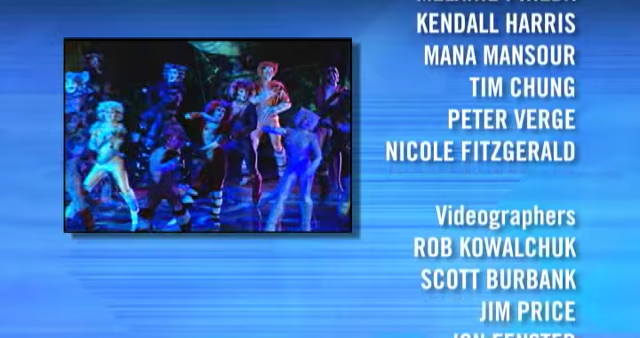 KENDALL HARRIS
MANA MANSOUR
TIM CHUNG
PETER VERGE
NICOLE FITZGERALD
Videographers
ROB KOWALCHUK
SCOTT BURBANK
JIM PRICE